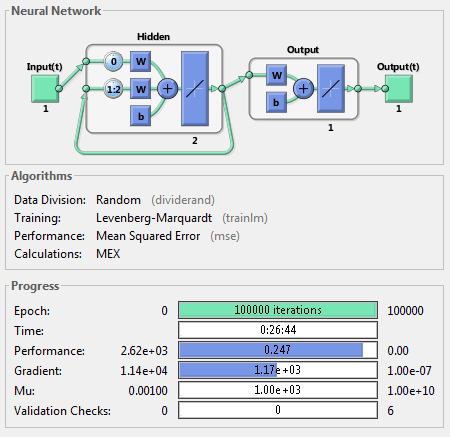 Neural Network
Hidden
Output
Input(t)
Output(t)
0
W
1:2
W
b
+
W
b
+
1
2
1
1
Algorithms
Data Division: Random (dividerand)
Training: Levenberg-Marquardt (trainlm)
Performance: Mean Squared Error (mse)
Calculations: MEX
Progress
Epoch: 0 100000 iterations 100000
Time: 0:26:44
Performance: 2.62e+03 0.247 0.00
Gradient: 1.14e+04 1.17e+03 1.00e-07
Mu: 0.00100 1.00e+03 1.00e+10
Validation Checks: 0 0 6